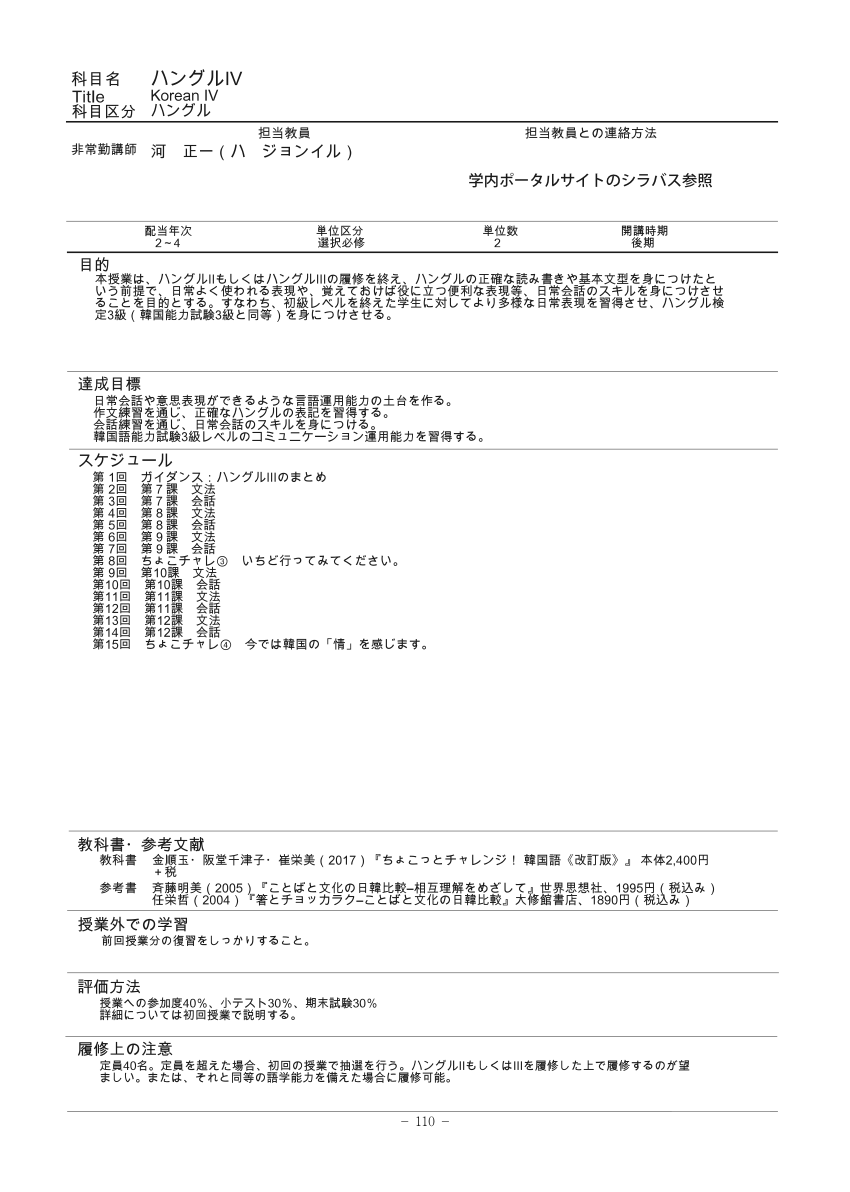 科目名　ハングルIV
Title　Korean IV
科目区分　ハングル
担当教員　担当教員との連絡方法
非常勤講師　河　正一（ハ　ジョンイル）
学内ポータルサイトのシラバス参照
配当年次　単位区分　単位数　開講時期
2～4　選択必修　2　後期
目的
本授業は、ハングルIIもしくはハングルIIIの履修を終え、ハングルの正確な読み書きや基本文型を身につけたと
いう前提で、日常よく使われる表現や、覚えておけば役に立つ便利な表現等、日常会話のスキルを身につけさせ
ることを目的とする。すなわち、初級レベルを終えた学生に対してより多様な日常表現を習得させ、ハングル検
定3級（韓国能力試験3級と同等）を身につけさせる。
達成目標
日常会話や意思表現ができるような言語運用能力の土台を作る。
作文練習を通じ、正確なハングルの表記を習得する。
会話練習を通じ、日常会話のスキルを身につける。
韓国語能力試験3級レベルのコミュニケーション運用能力を習得する。
スケジュール
第 1回　ガイダンス：ハングルIIIのまとめ
第 2回　第７課　文法
第 3回　第７課　会話
第 4回　第８課　文法
第 5回　第８課　会話
第 6回　第９課　文法
第 7回　第９課　会話
第 8回　ちょこチャレ③　いちど行ってみてください。
第 9回　第10課　文法
第10回　第10課　会話
第11回　第11課　文法
第12回　第11課　会話
第13回　第12課　文法
第14回　第12課　会話
第15回　ちょこチャレ④　今では韓国の「情」を感じます。
教科書・参考文献
教科書　金順玉・阪堂千津子・崔栄美（2017）『ちょこっとチャレンジ！ 韓国語《改訂版》』 本体2,400円
＋税
参考書　斉藤明美（2005）『ことばと文化の日韓比較–相互理解をめざして』世界思想社、1995円（税込み）
任栄哲（2004）『箸とチョッカラク–ことばと文化の日韓比較』大修館書店、1890円（税込み）
授業外での学習
前回授業分の復習をしっかりすること。
評価方法
授業への参加度40%、小テスト30%、期末試験30%
詳細については初回授業で説明する。
履修上の注意
定員40名。定員を超えた場合、初回の授業で抽選を行う。ハングルIIもしくはIIIを履修した上で履修するのが望
ましい。または、それと同等の語学能力を備えた場合に履修可能。
－ 110 －